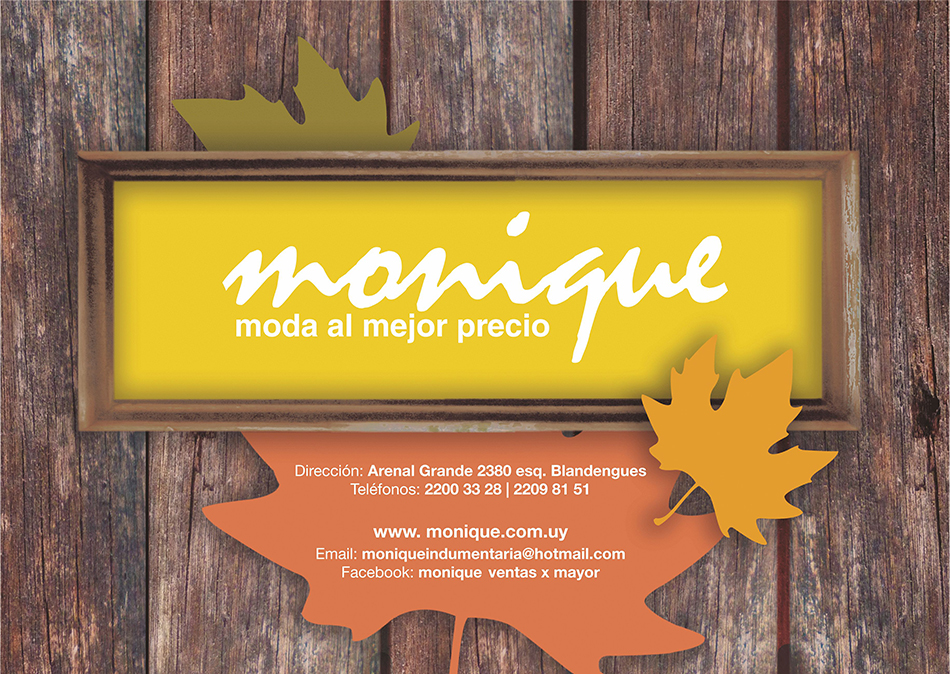 monique
moda al mejor precio
Dirección: Arenal Grande 2380 esq. Blandengues
Teléfonos: 2200 33 28 | 2209 81 51
www. monique.com.uy
Email: moniqueindumentaria@hotmail.com
Facebook: monique ventas x mayor